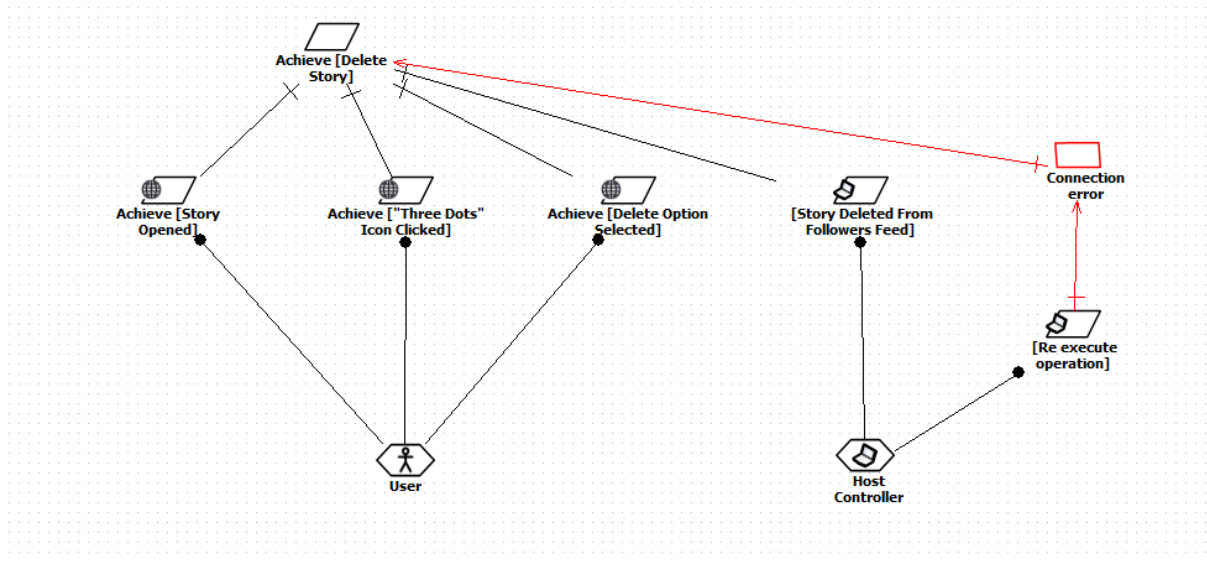 Achieve [Delete
Story]
Connection
error
Achieve [Story
Opened]
Achieve ["Three Dots"
Icon Clicked]
Achieve [Delete Option
Selected]
[Story Deleted From
Followers Feed]
[Re execute
operation]
User
Host
Controller